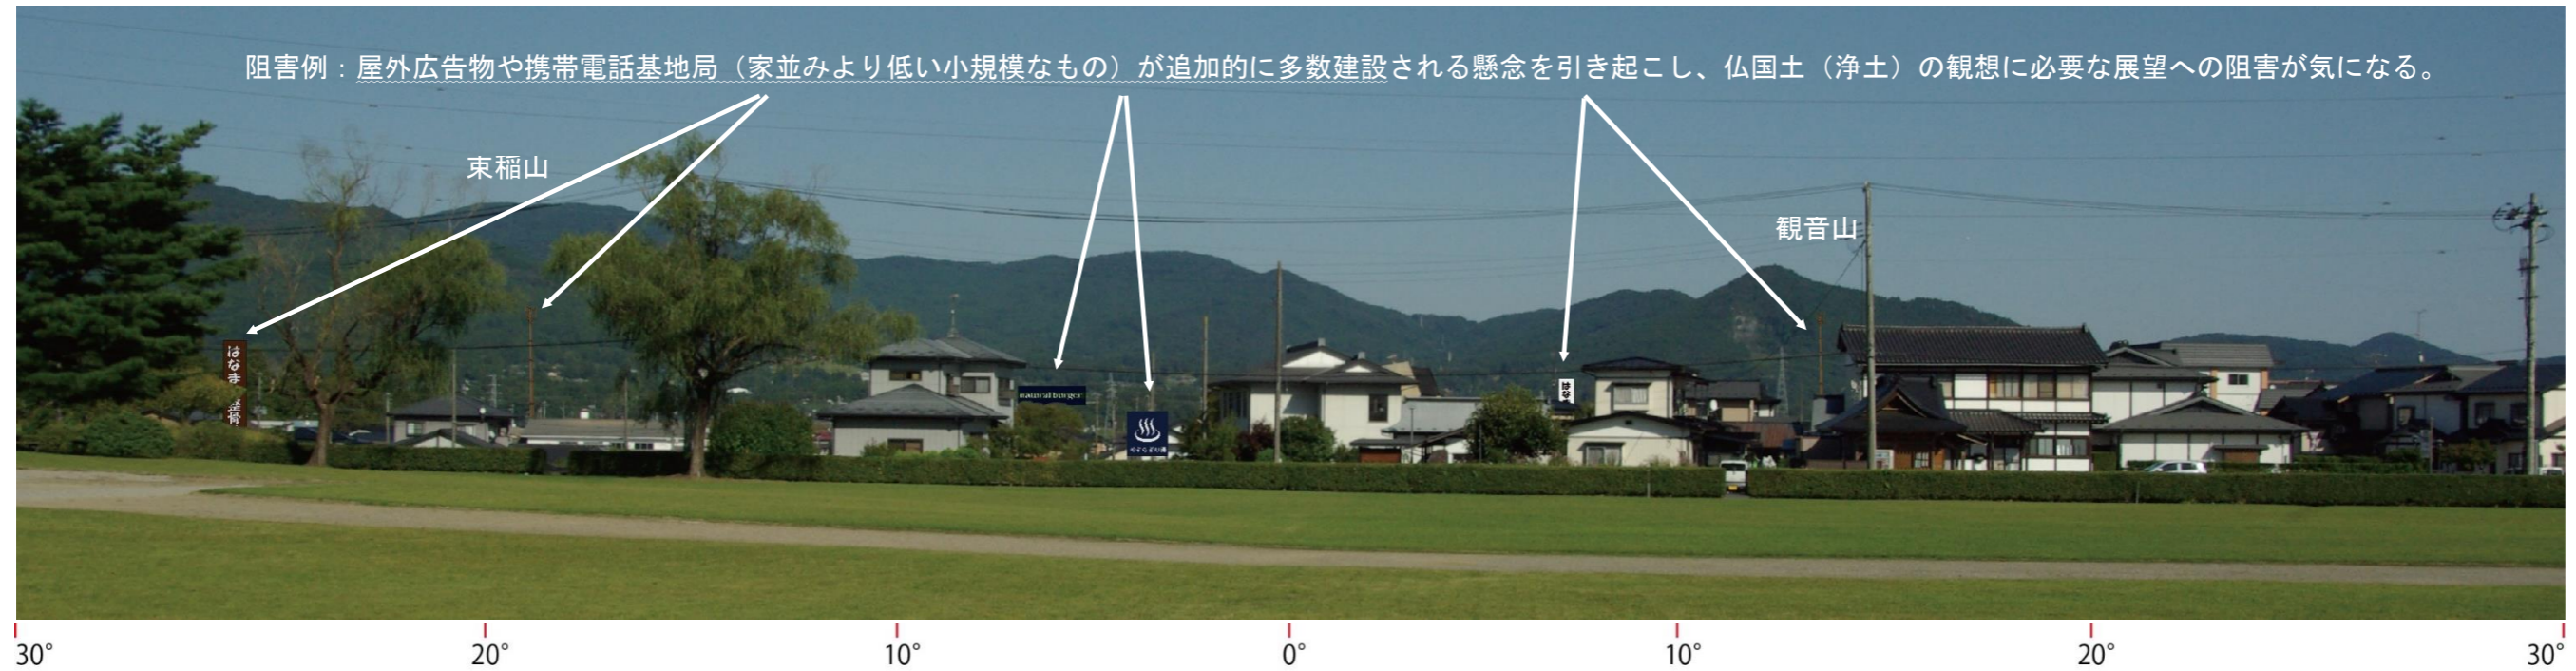 阻害例：屋外広告物や携帯電話基地局（家並みより低い小規模なもの）が追加的に多数建設される懸念を引き起こし、仏国土（浄土）の観想に必要な展望への阻害が気になる。
束稲山
観音山
はなま
整骨
natural burger
はな
30° 20° 10° 0° 10° 20° 30°